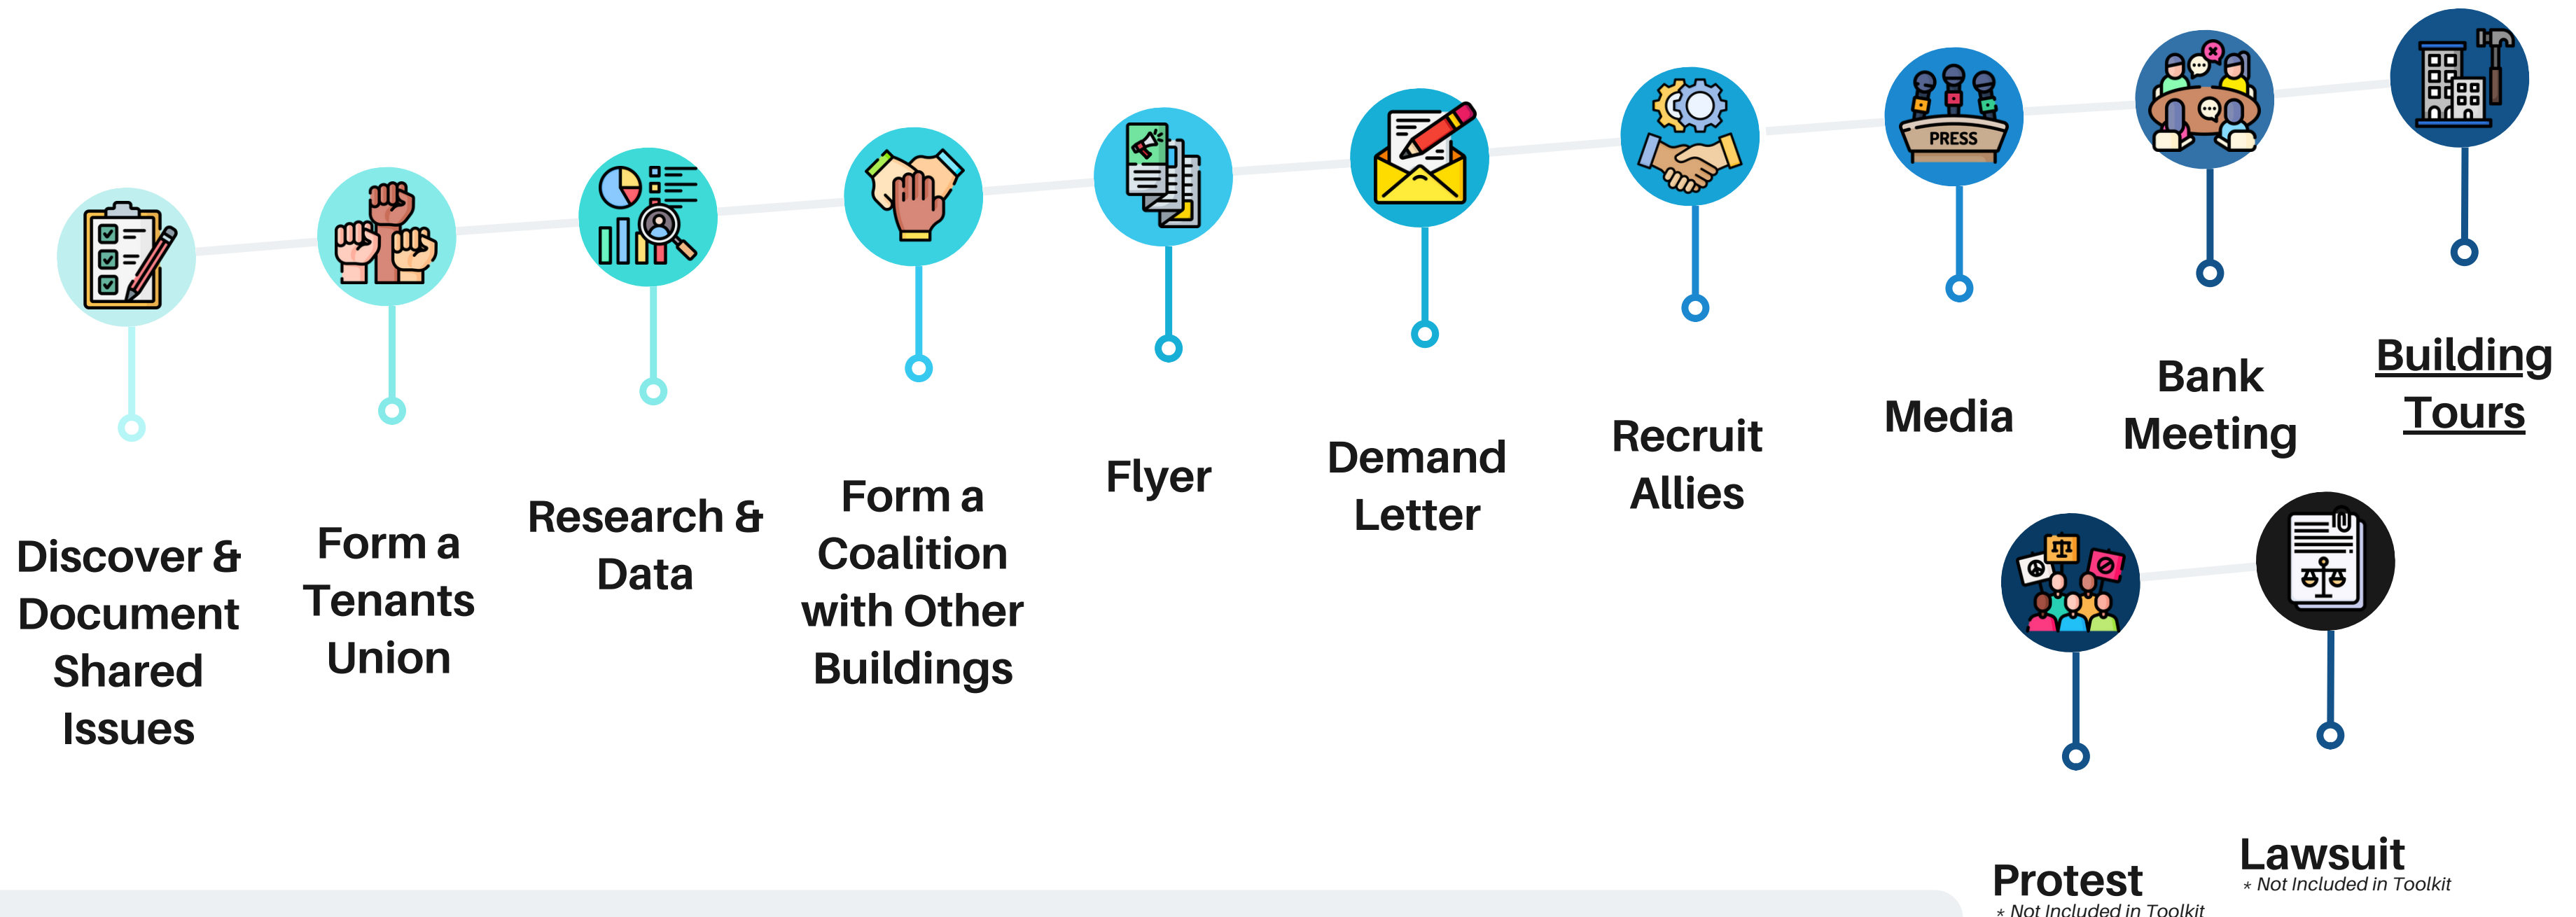 Discover &
Document
Shared
Issues
Form a
Tenants
Union
Research &
Data
Form a
Coalition
with Other
Buildings
Flyer
Demand
Letter
Recruit
Allies
PRESS
Media
Bank
Meeting
Building
Tours
Protest
* Not Included in Toolkit
Lawsuit
* Not Included in Toolkit